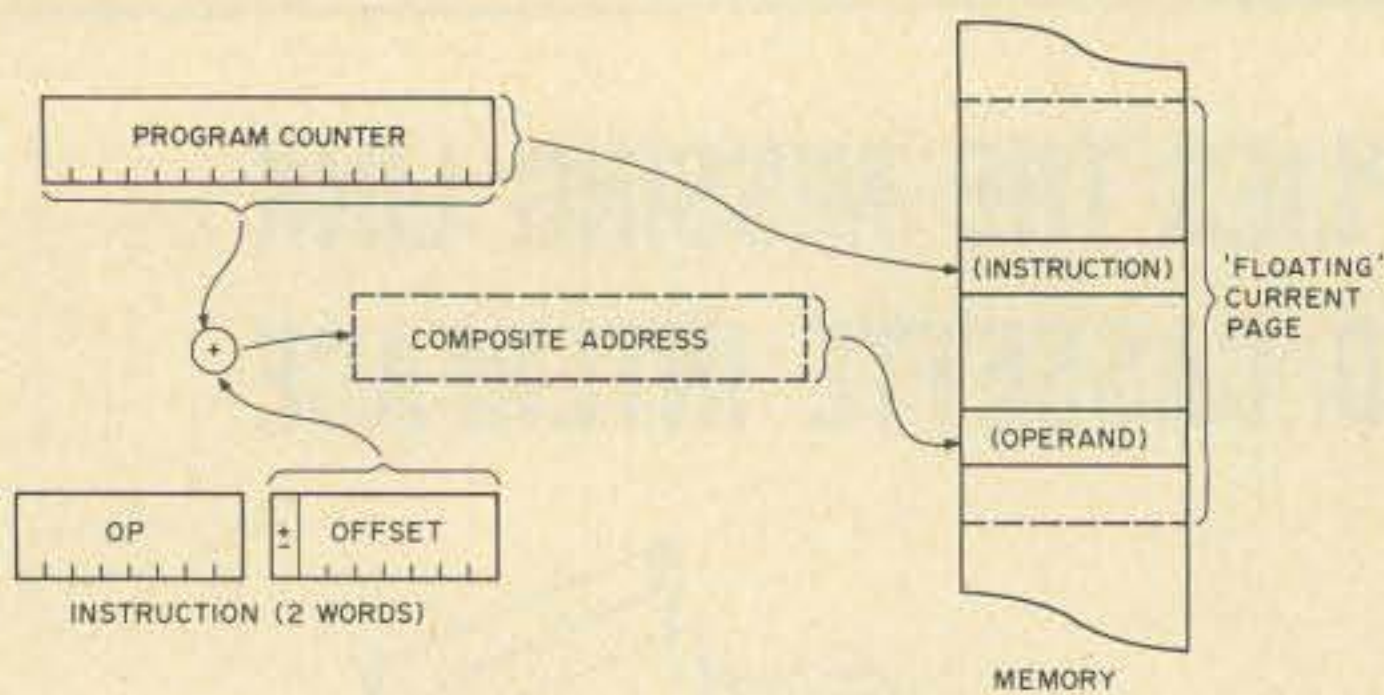 PROGRAM COUNTER
(INSTRUCTION)
'FLOATING'
CURRENT
PAGE
+
COMPOSITE ADDRESS
(OPERAND)
OP
±
OFFSET
INSTRUCTION (2 WORDS)
MEMORY